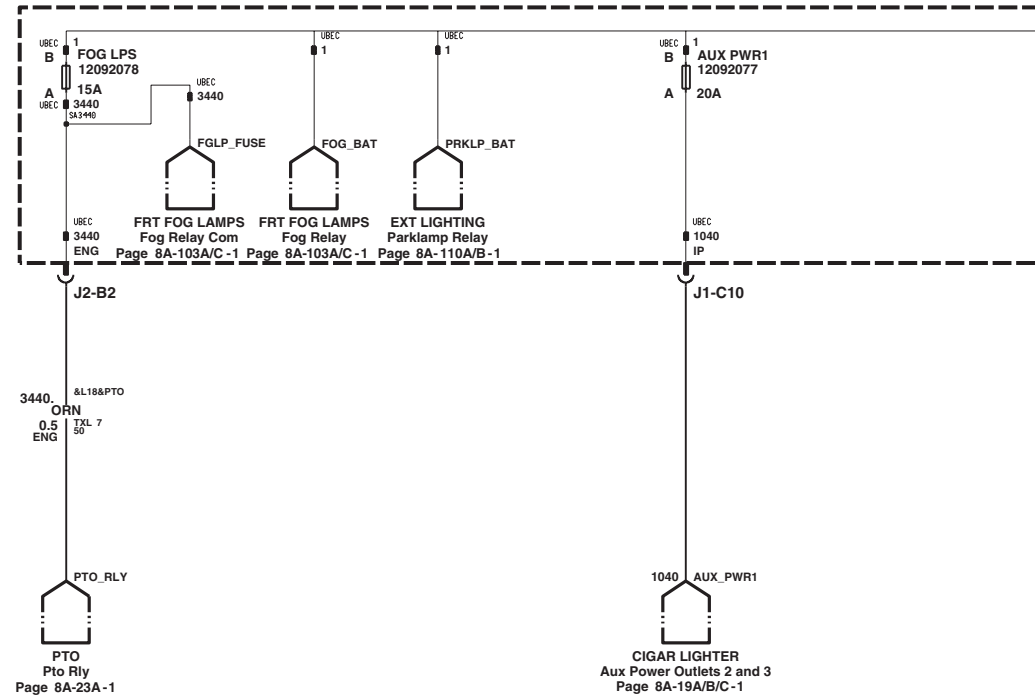 UBEC 1
B FOG LPS
12092078
A 15A
UBEC 3440
SA3440
UBEC
3440
FGLP_FUSE
FRT FOG LAMPS
Fog Relay Com
Page 8A-103A/C-1
UBEC
1
FOG_BAT
FRT FOG LAMPS
Fog Relay
Page 8A-103A/C-1
UBEC
1
PRKLP_BAT
EXT LIGHTING
Parklamp Relay
Page 8A-110A/B-1
UBEC 1
B AUX PWR1
12092077
A 20A
UBEC
3440
ENG
J2-B2
UBEC
1040
IP
J1-C10
&L18&PTO
3440.
ORN
0.5 TXL 7
ENG 50
PTO_RLY
PTO
Pto Rly
Page 8A-23A-1
1040 AUX_PWR1
CIGAR LIGHTER
Aux Power Outlets 2 and 3
Page 8A-19A/B/C-1